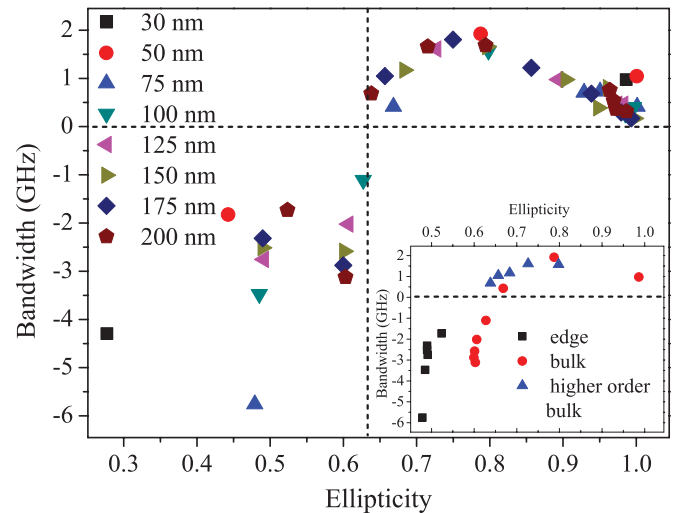 2
1
0
-1
-2
-3
-4
-5
-6
Bandwidth (GHz)
30 nm
50 nm
75 nm
100 nm
125 nm
150 nm
175 nm
200 nm
0.3 0.4 0.5 0.6 0.7 0.8 0.9 1.0
Ellipticity
Ellipticity
0.5 0.6 0.7 0.8 0.9 1.0
2
1
0
-1
-2
-3
-4
-5
-6
Bandwidth (GHz)
edge
bulk
higher order
bulk